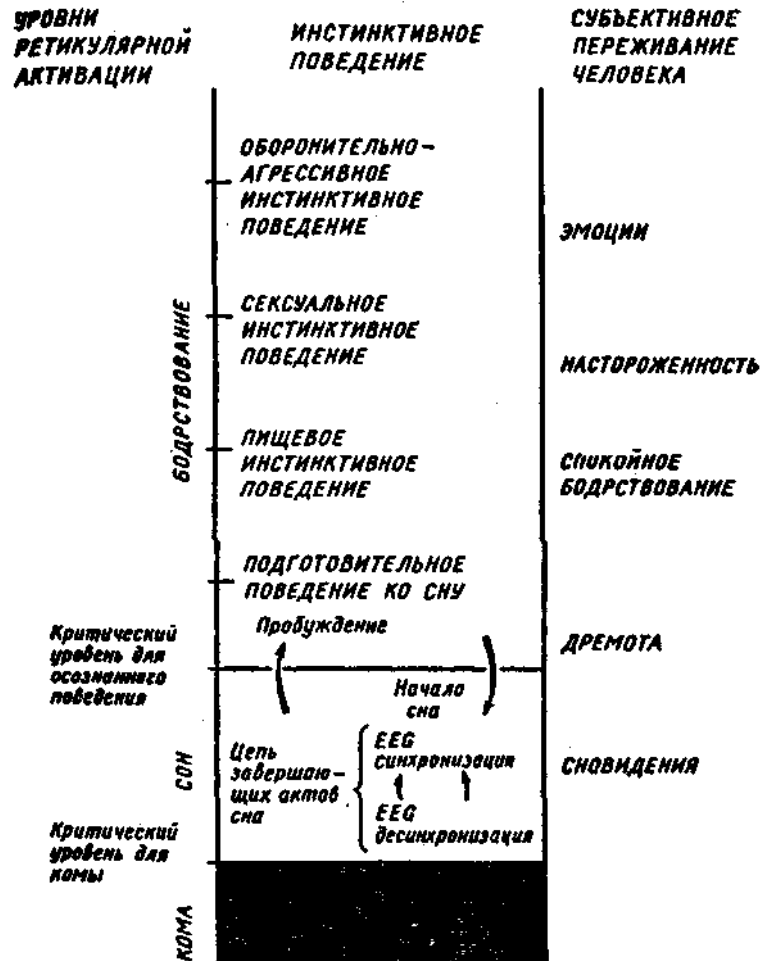 УРОВНИ
РЕТИКУЛЯРНОЙ
АКТИВАЦИИ
ИНСТИНКТИВНОЕ
ПОВЕДЕНИЕ
СУБЪЕКТИВНОЕ
ПЕРЕЖИВАНИЕ
ЧЕЛОВЕКА
БОДРСТВОВАНИЕ
ОБОРОНИТЕЛЬНО-
АГРЕССИВНОЕ
ИНСТИНКТИВНОЕ
ПОВЕДЕНИЕ
ЭМОЦИИ
СЕКСУАЛЬНОЕ
ИНСТИНКТИВНОЕ
ПОВЕДЕНИЕ
НАСТОРОЖЕННОСТЬ
ПИЩЕВОЕ
ИНСТИНКТИВНОЕ
ПОВЕДЕНИЕ
СПОКОЙНОЕ
БОДРСТВОВАНИЕ
ПОДГОТОВИТЕЛЬНОЕ
ПОВЕДЕНИЕ КО СНУ
Критический
уровень для
осознанного
поведения
Пробуждение
Начало
сна
ДРЕМОТА
СОН
Цепь
завершаю-
щих актов
сна
EEG
синхронизация
EEG
десинхронизация
СНОВИДЕНИЯ
Критический
уровень для
комы
КОМА